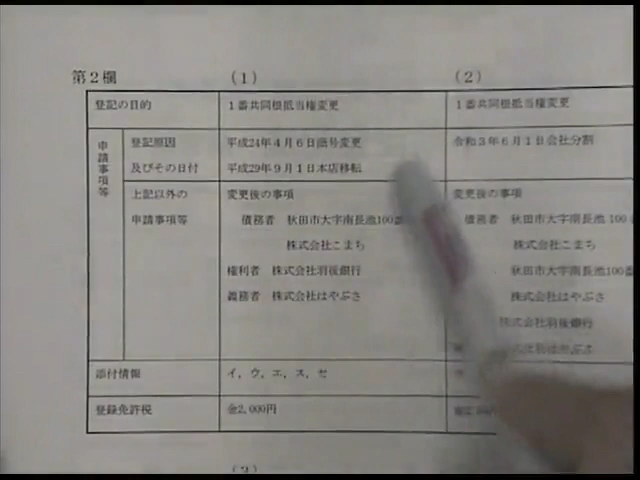 第2欄 (1) (2)
登記の目的 1番共同根抵当権変更 1番共同根抵当権変更
申請事項等 登記原因 平成24年4月6日商号変更 令和3年6月1日会社分割
及びその日付 平成29年9月1日本店移転
上記以外の 変更後の事項 変更後の事項
申請事項等 債務者 秋田市大字南長池100番 債務者 秋田市大字南長池100
株式会社こまち 株式会社こまち
権利者 株式会社羽後銀行 秋田市大字南長池100
義務者 株式会社はやぶさ 株式会社はやぶさ
株式会社羽後銀行
株式会社はやぶさ
添付情報 イ,ウ,エ,ス,セ
登録免許税 金2,000円